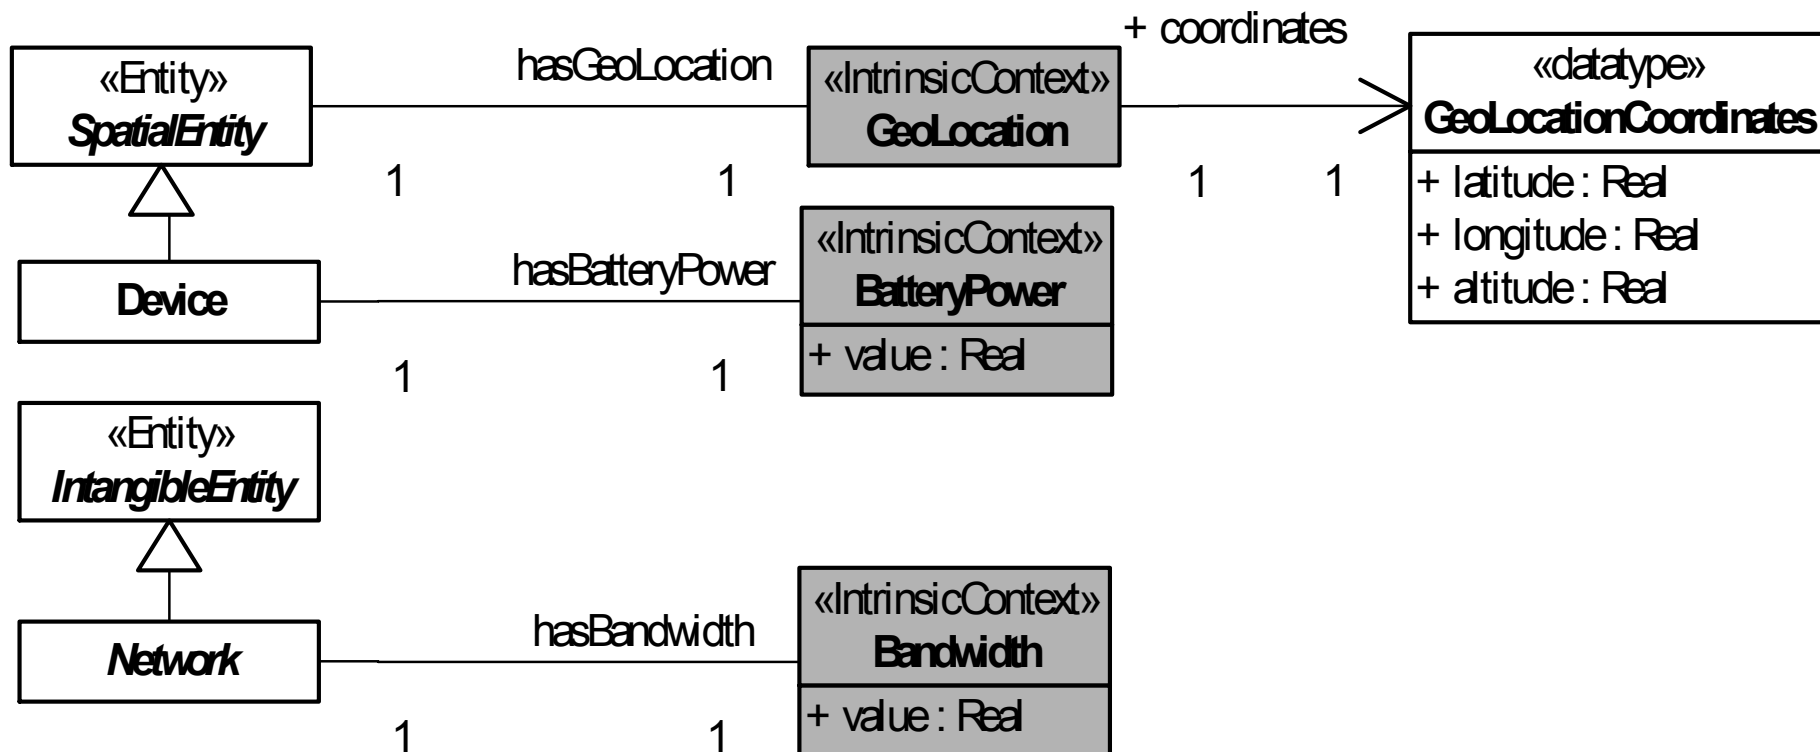 + coordinates
«Entity»
SpatialEntity
hasGeoLocation
«IntrinsicContext»
GeoLocation
«datatype»
GeoLocationCoordinates
1
1
1
1
+ latitude : Real
+ longitude : Real
+ altitude : Real
Device
hasBatteryPower
«IntrinsicContext»
BatteryPower
+ value : Real
1
1
«Entity»
IntangibleEntity
Network
hasBandwidth
«IntrinsicContext»
Bandwidth
+ value : Real
1
1